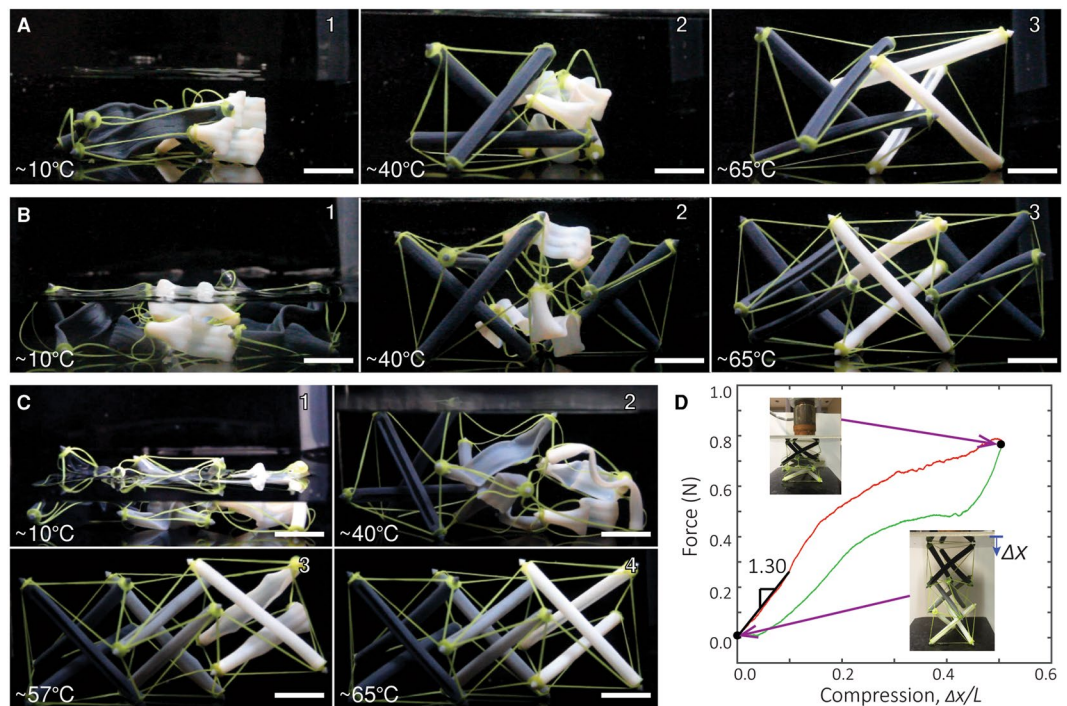 A
1
2
3
~10°C
~40°C
~65°C
B
1
2
3
~10°C
~40°C
~65°C
C
1
2
~10°C
~40°C
3
4
~57°C
~65°C
D
Force (N)
1.0
0.8
0.6
0.4
0.2
0.0
1.30
Δx
0.0
0.2
0.4
0.6
Compression, Δx/L